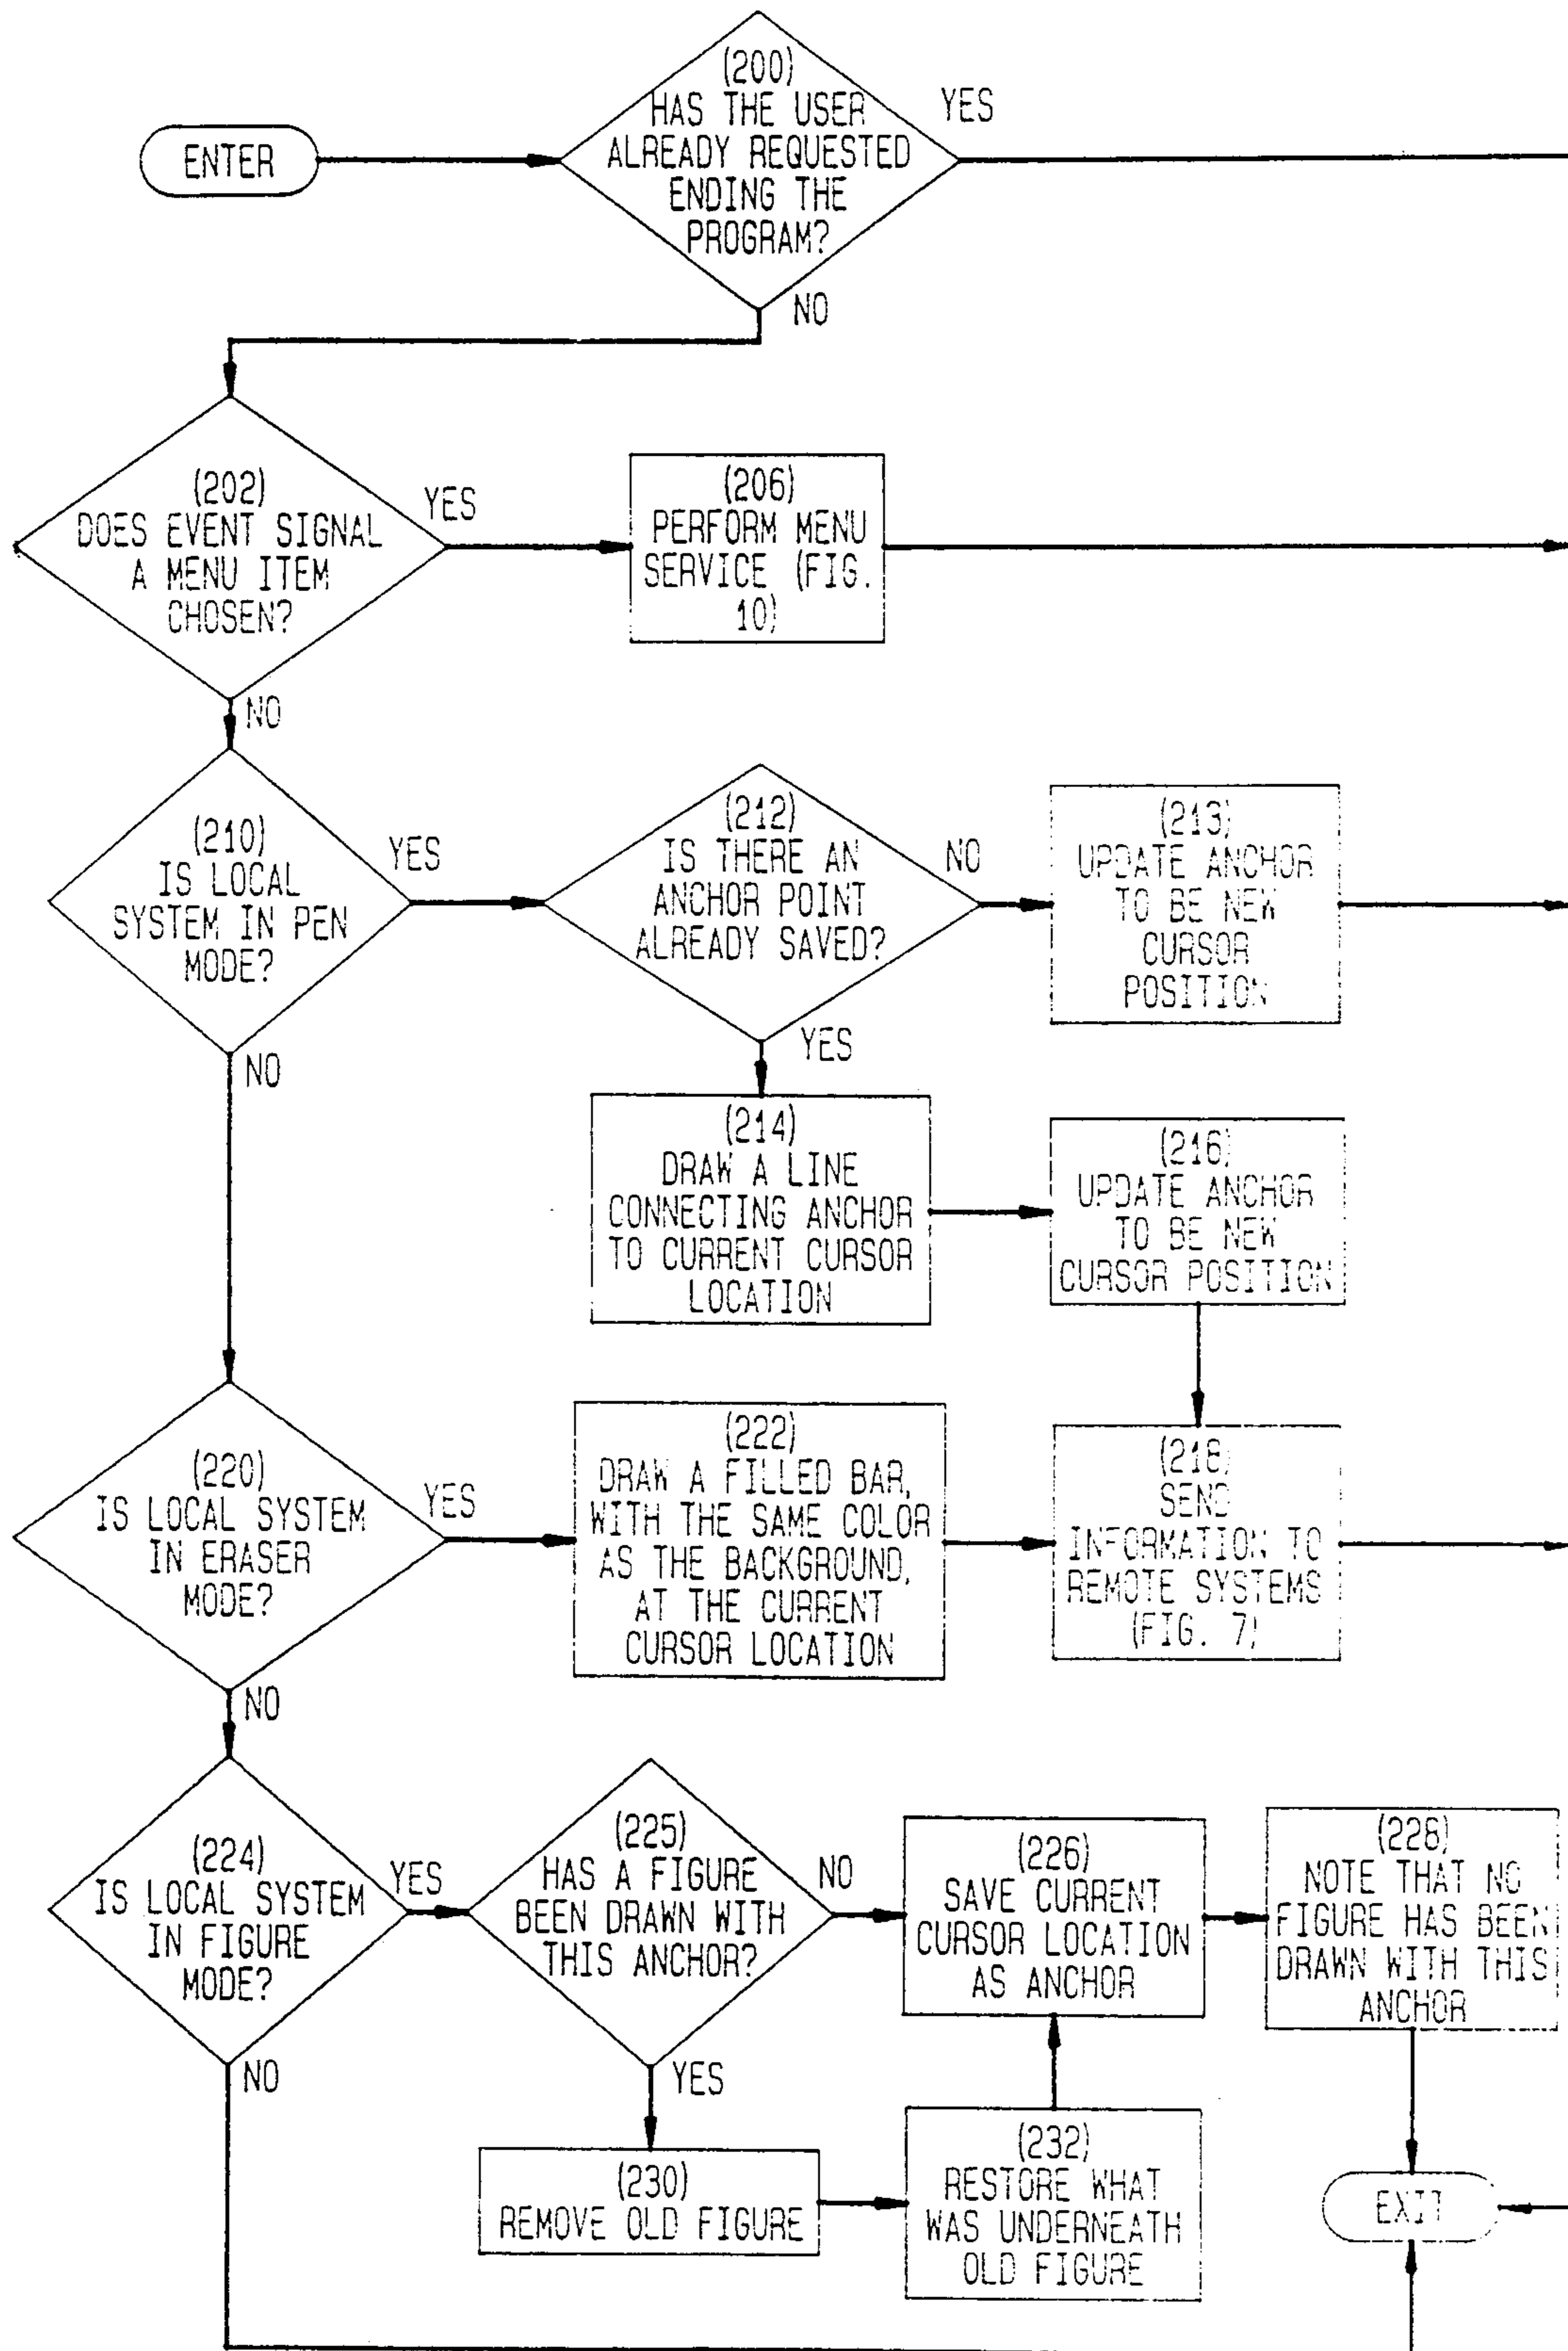 ENTER
(200)
HAS THE USER
ALREADY REQUESTED
ENDING THE
PROGRAM?
YES
NO
(202)
DOES EVENT SIGNAL
A MENU ITEM
CHOSEN?
YES
NO
(206)
PERFORM MENU
SERVICE (FIG.
10)
(210)
IS LOCAL
SYSTEM IN PEN
MODE?
YES
NO
(212)
IS THERE AN
ANCHOR POINT
ALREADY SAVED?
NO
YES
(213)
UPDATE ANCHOR
TO BE NEW
CURSOR
POSITION
(214)
DRAW A LINE
CONNECTING ANCHOR
TO CURRENT CURSOR
LOCATION
(216)
UPDATE ANCHOR
TO BE NEW
CURSOR POSITION
(220)
IS LOCAL SYSTEM
IN ERASER
MODE?
YES
NO
(222)
DRAW A FILLED BAR,
WITH THE SAME COLOR
AS THE BACKGROUND,
AT THE CURRENT
CURSOR LOCATION
(218)
SEND
INFORMATION TO
REMOTE SYSTEMS
(FIG. 7)
(224)
IS LOCAL SYSTEM
IN FIGURE
MODE?
YES
NO
(225)
HAS A FIGURE
BEEN DRAWN WITH
THIS ANCHOR?
NO
YES
(226)
SAVE CURRENT
CURSOR LOCATION
AS ANCHOR
(228)
NOTE THAT NO
FIGURE HAS BEEN
DRAWN WITH THIS
ANCHOR
(230)
REMOVE OLD FIGURE
(232)
RESTORE WHAT
WAS UNDERNEATH
OLD FIGURE
EXIT